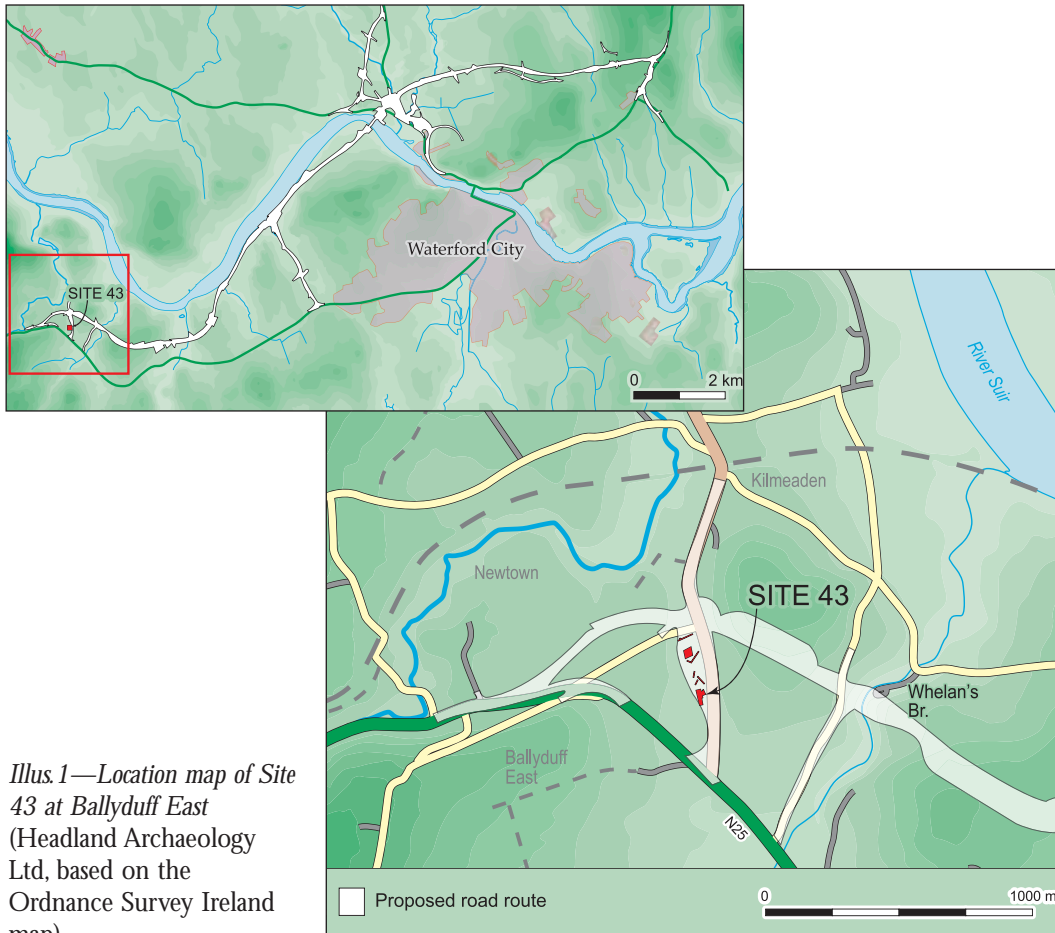 Waterford City
SITE 43
0 2 km
River Suir
Kilmeaden
Newtown
SITE 43
Whelan's
Br.
Ballyduff
East
N25
Proposed road route
0 1000 m
Illus. 1—Location map of Site
43 at Ballyduff East
(Headland Archaeology
Ltd, based on the
Ordnance Survey Ireland
map)